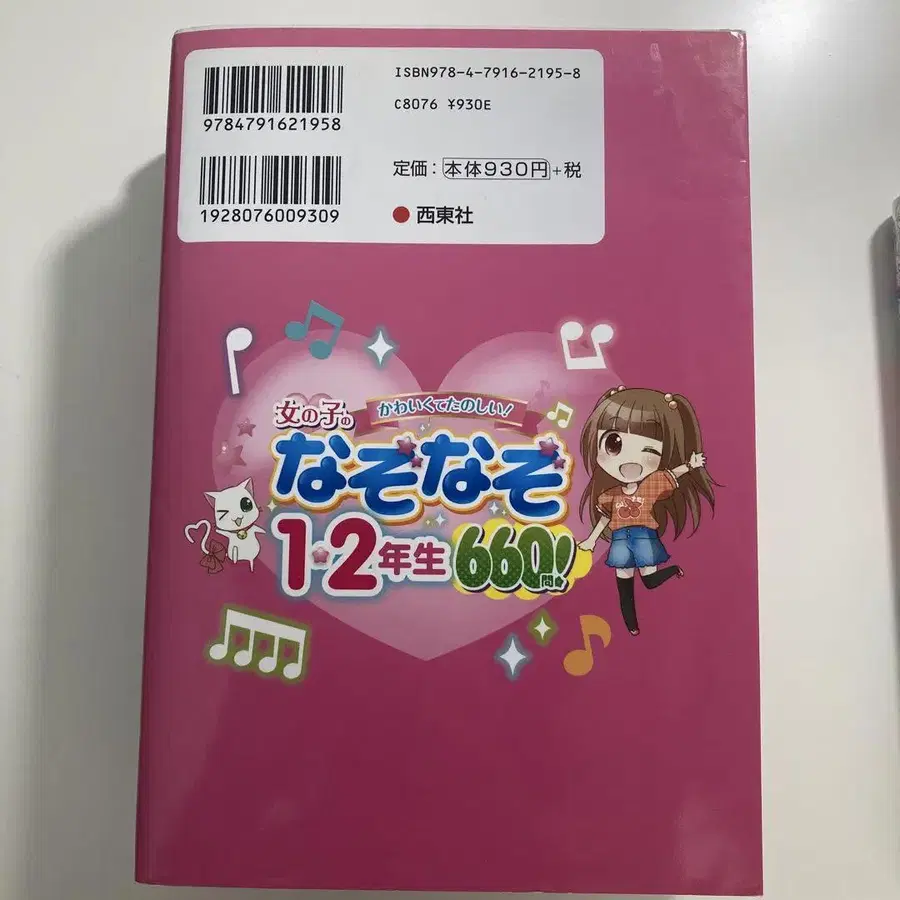 ISBN978-4-7916-2195-8
9784791621958
C8076 ¥930E
定価：本体930円+税
1928076009309
西東社
かわいくてたのしい！
女の子の
なぞなぞ
1・2年生 660問！